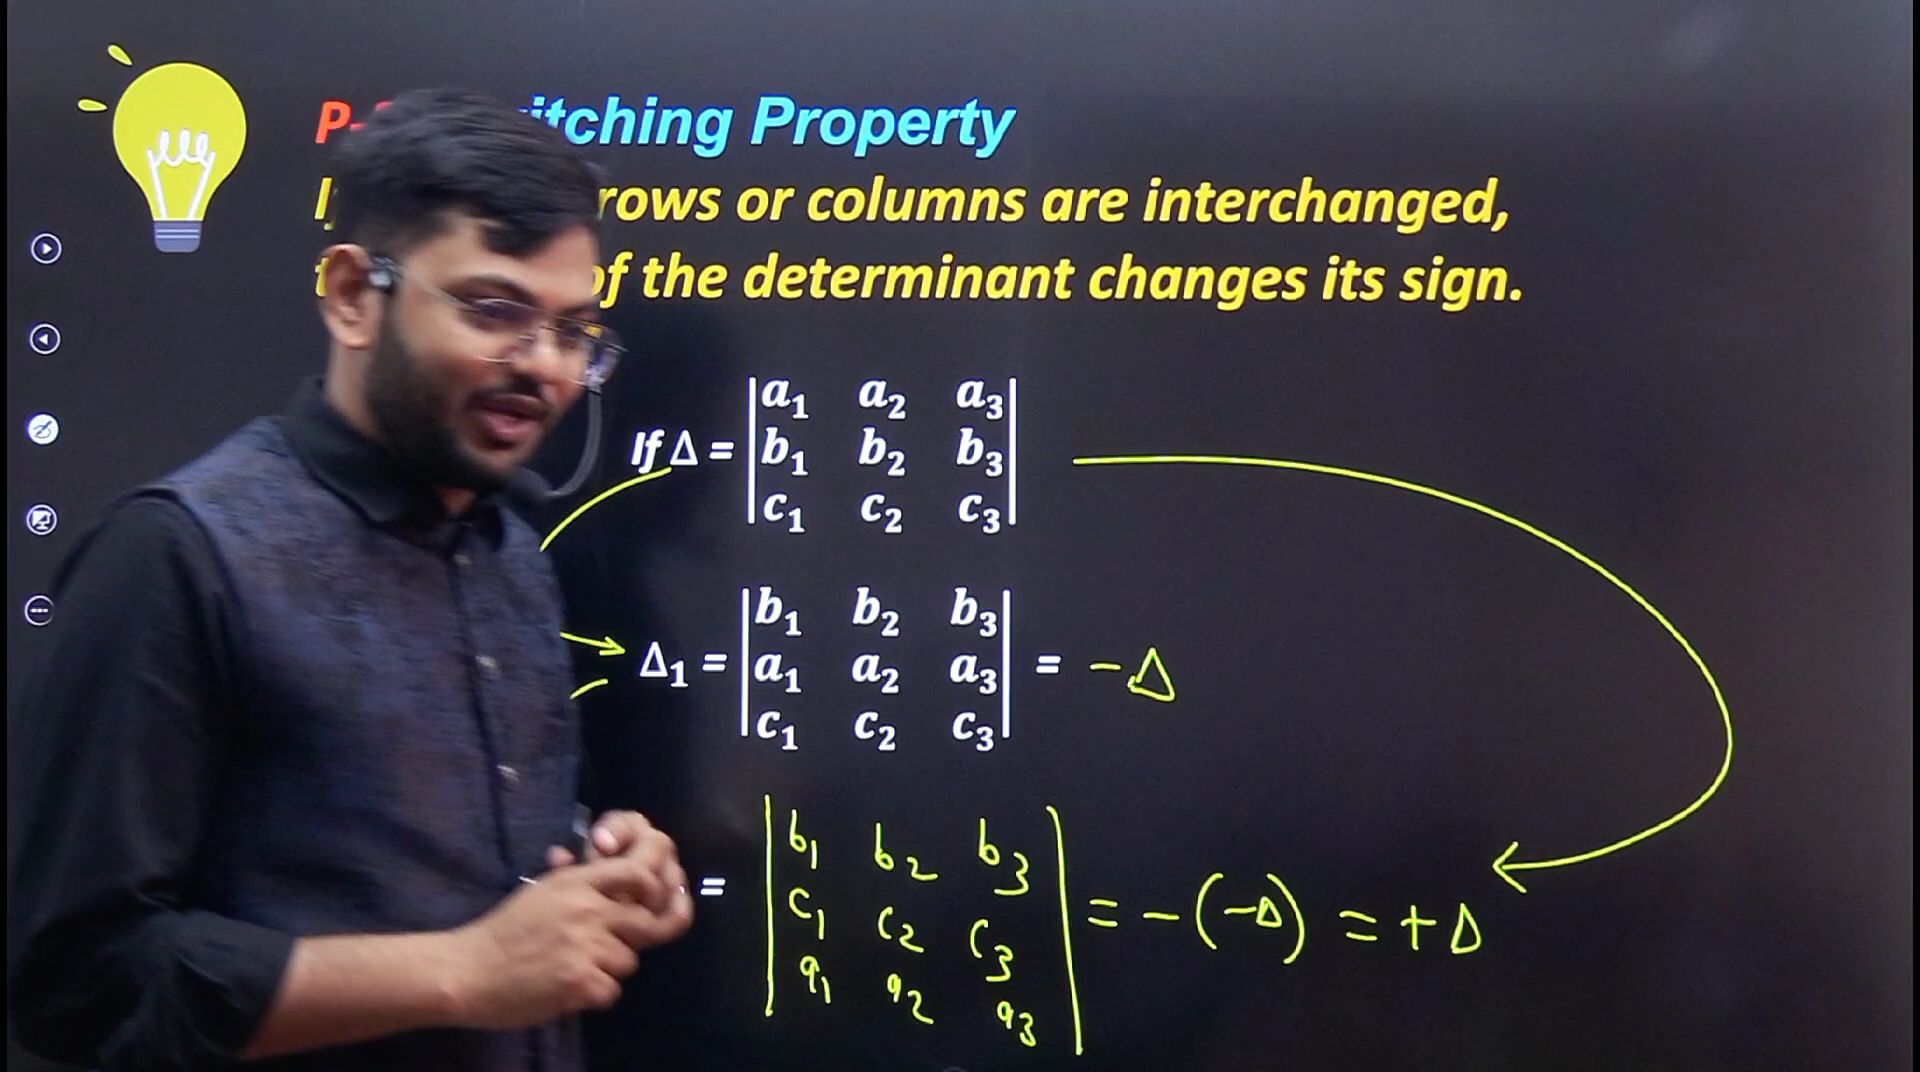 P- itching Property
rows or columns are interchanged,
of the determinant changes its sign.
If Δ = |a₁ a₂ a₃|
|b₁ b₂ b₃|
|c₁ c₂ c₃|
Δ₁ = |b₁ b₂ b₃| = -Δ
|a₁ a₂ a₃|
|c₁ c₂ c₃|
= |b₁ b₂ b₃| = -(-Δ) = +Δ
|c₁ c₂ c₃|
|a₁ a₂ a₃|